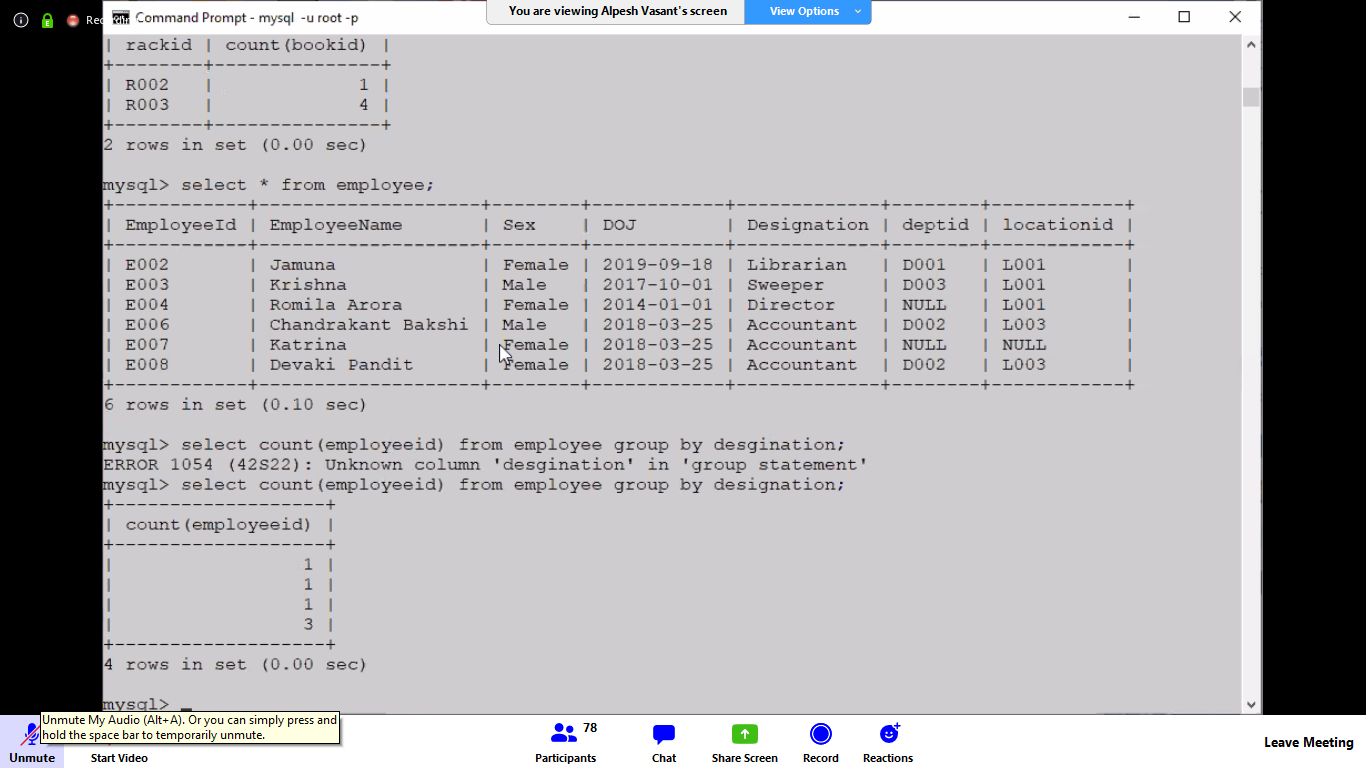 Command Prompt - mysql -u root -p
You are viewing Alpesh Vasant's screen
View Options
| rackid | count(bookid) |
+--------+---------------+
| R002   |             1 |
| R003   |             4 |
+--------+---------------+
2 rows in set (0.00 sec)
mysql> select * from employee;
+------------+--------------------+--------+------------+-------------+--------+------------+
| EmployeeId | EmployeeName       | Sex    | DOJ        | Designation | deptid | locationid |
+------------+--------------------+--------+------------+-------------+--------+------------+
| E002       | Jamuna             | Female | 2019-09-18 | Librarian   | D001   | L001       |
| E003       | Krishna            | Male   | 2017-10-01 | Sweeper     | D003   | L001       |
| E004       | Romila Arora       | Female | 2014-01-01 | Director    | NULL   | L001       |
| E006       | Chandrakant Bakshi | Male   | 2018-03-25 | Accountant  | D002   | L003       |
| E007       | Katrina            | Female | 2018-03-25 | Accountant  | NULL   | NULL       |
| E008       | Devaki Pandit      | Female | 2018-03-25 | Accountant  | D002   | L003       |
+------------+--------------------+--------+------------+-------------+--------+------------+
6 rows in set (0.10 sec)
mysql> select count(employeeid) from employee group by desgination;
ERROR 1054 (42S22): Unknown column 'desgination' in 'group statement'
mysql> select count(employeeid) from employee group by designation;
+-------------------+
| count(employeeid) |
+-------------------+
|                 1 |
|                 1 |
|                 1 |
|                 3 |
+-------------------+
4 rows in set (0.00 sec)
mysql> _
Unmute My Audio (Alt+A). Or you can simply press and
hold the space bar to temporarily unmute.
78
Unmute
Start Video
Participants
Chat
Share Screen
Record
Reactions
Leave Meeting